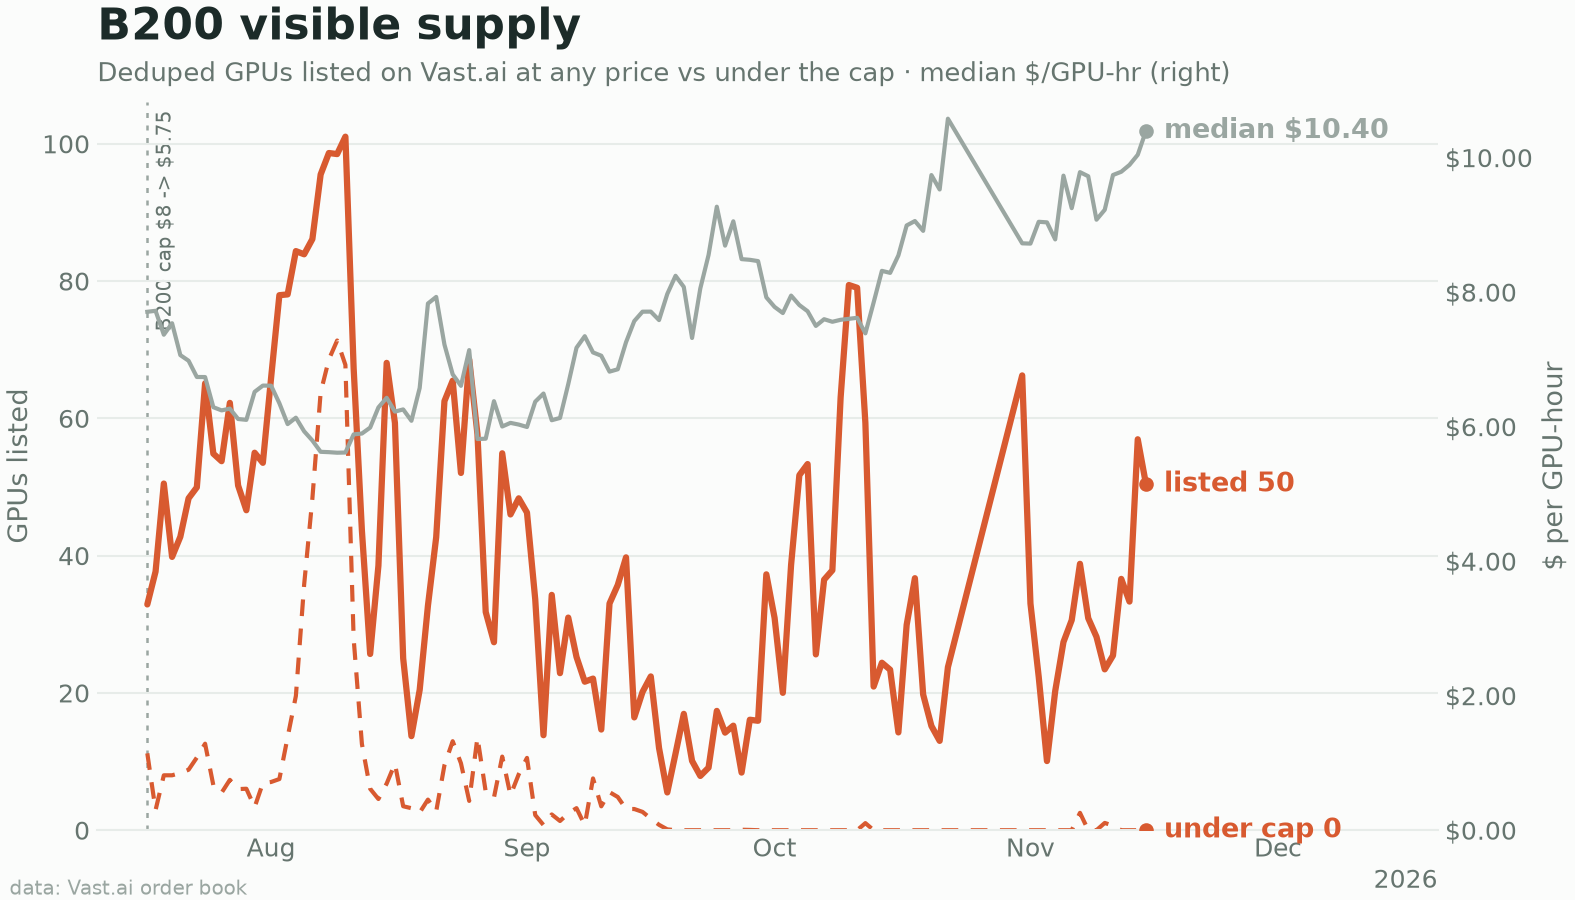 B200 visible supply
Deduped GPUs listed on Vast.ai at any price vs under the cap · median $/GPU-hr (right)
B200 cap $8 -> $5.75
median $10.40
listed 50
under cap 0
GPUs listed
100
80
60
40
20
0
$10.00
$8.00
$6.00
$4.00
$2.00
$0.00
$ per GPU-hour
Aug
Sep
Oct
Nov
Dec
2026
data: Vast.ai order book